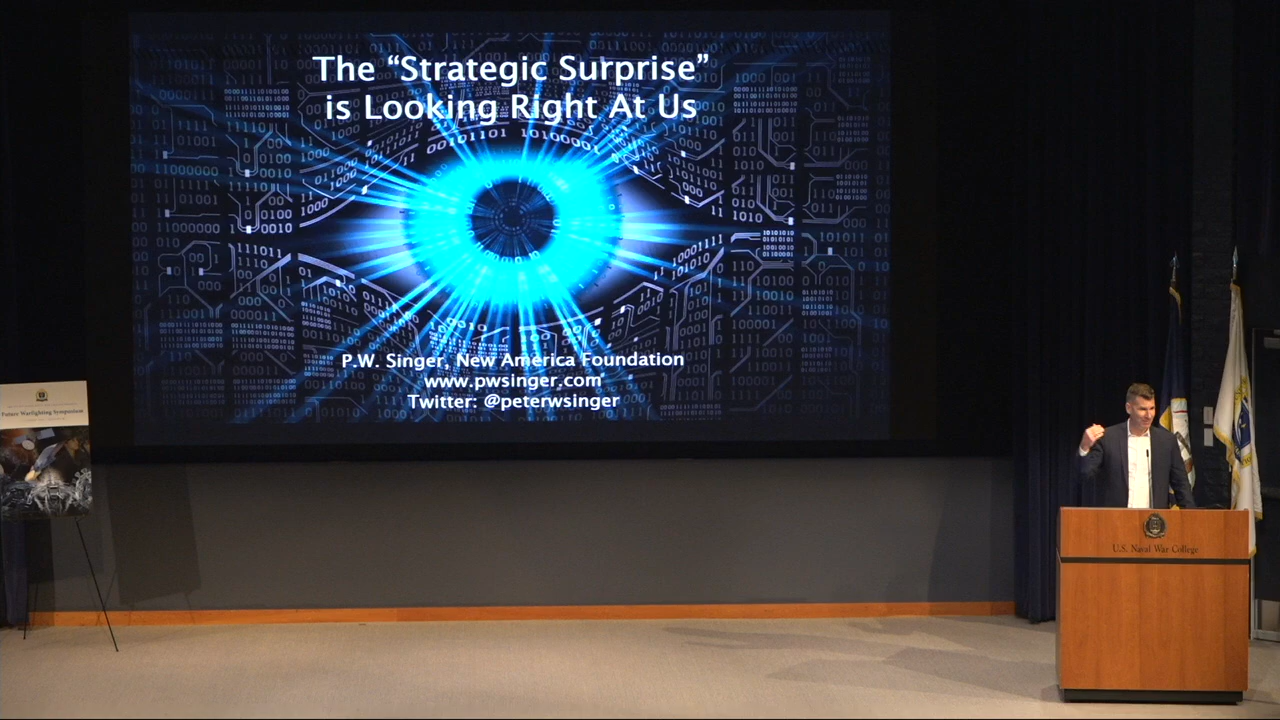 The “Strategic Surprise”
is Looking Right At Us
P.W. Singer, New America Foundation
www.pwsinger.com
Twitter: @peterwsinger
Future Warfighting Symposium
U.S. Naval War College